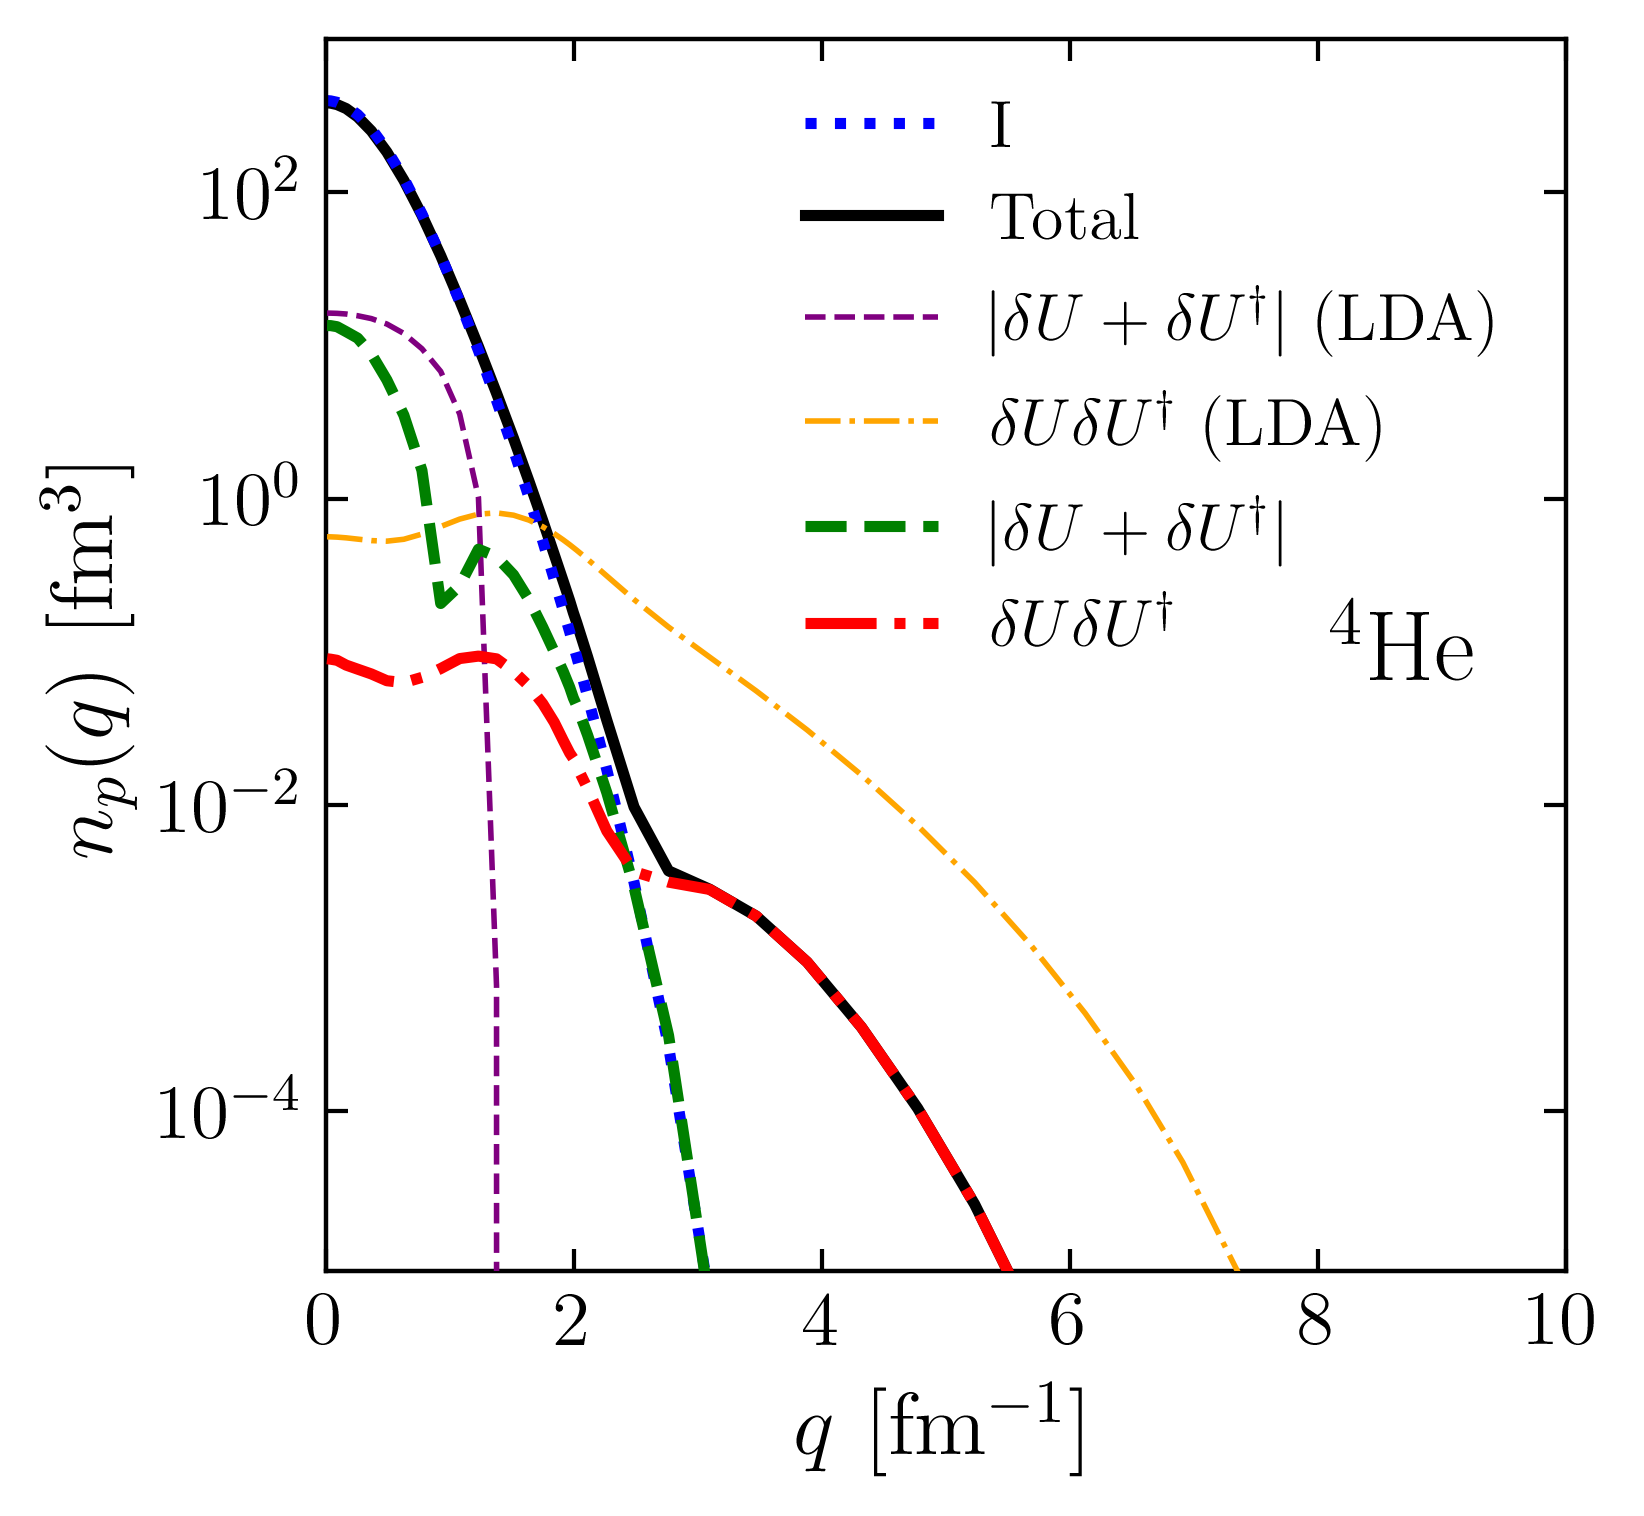 I
Total
|δU + δU†| (LDA)
δUδU† (LDA)
|δU + δU†|
δUδU†
⁴He
n_p(q) [fm³]
10²
10⁰
10⁻²
10⁻⁴
0 2 4 6 8 10
q [fm⁻¹]